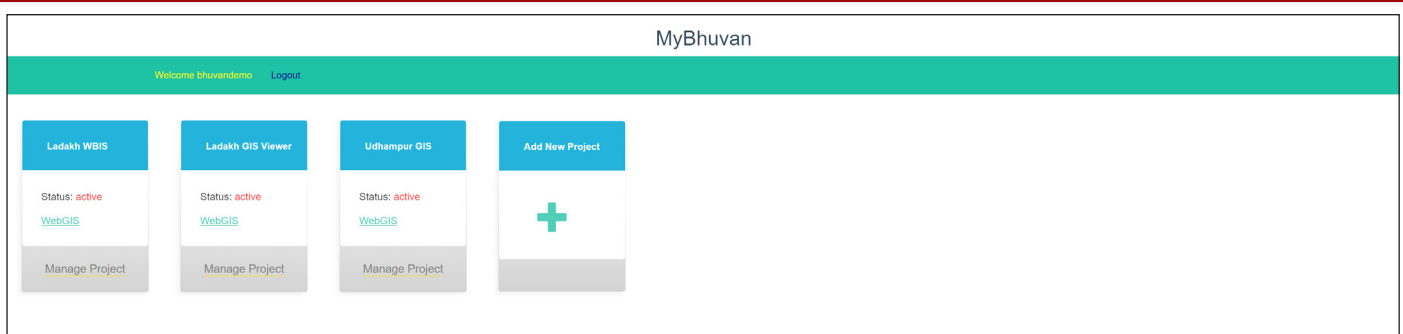 MyBhuvan
Welcome bhuvandemo Logout
Ladakh WBIS
Ladakh GIS Viewer
Udhampur GIS
Add New Project
Status: active
Status: active
Status: active
WebGIS
WebGIS
WebGIS
Manage Project
Manage Project
Manage Project